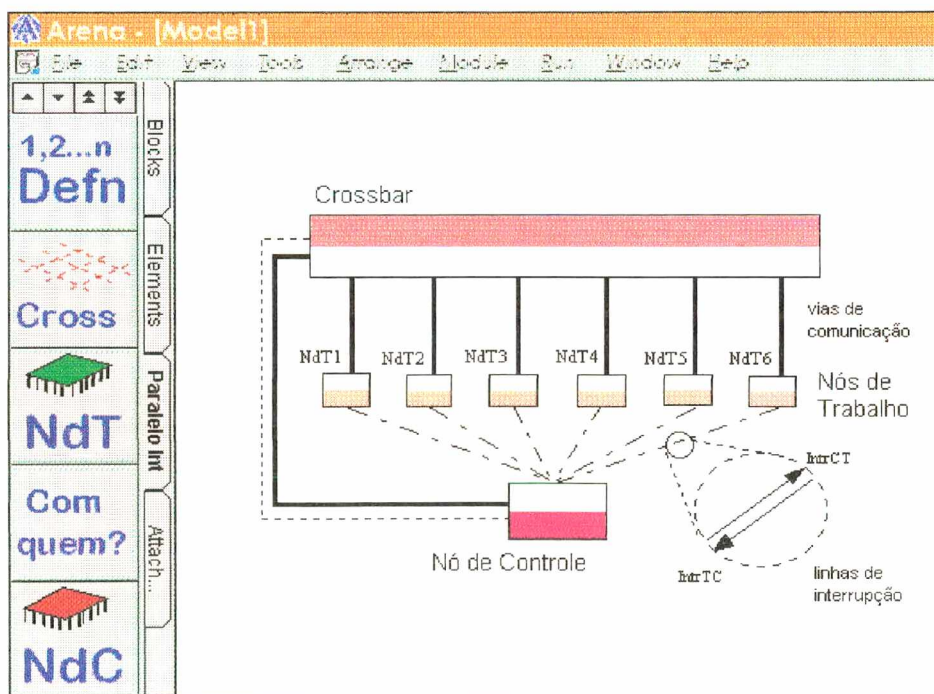 Arena - [Model1]
File Edit View Tools Arrange Module Run Window Help
1,2...n
Defn
Cross
NdT
Com
quem?
NdC
Blocks
Elements
Paralelo Int
Attach...
Crossbar
vias de
comunicação
NdT1 NdT2 NdT3 NdT4 NdT5 NdT6
Nós de
Trabalho
IntrCT
IntrTC
Nó de Controle
linhas de
interrupção